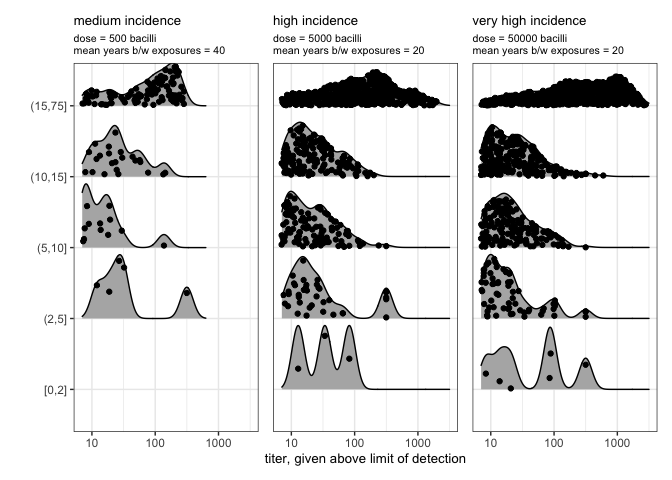 medium incidence
dose = 500 bacilli
mean years b/w exposures = 40
high incidence
dose = 5000 bacilli
mean years b/w exposures = 20
very high incidence
dose = 50000 bacilli
mean years b/w exposures = 20
(15,75]
(10,15]
(5,10]
(2,5]
[0,2]
10 100 1000
10 100 1000
10 100 1000
titer, given above limit of detection